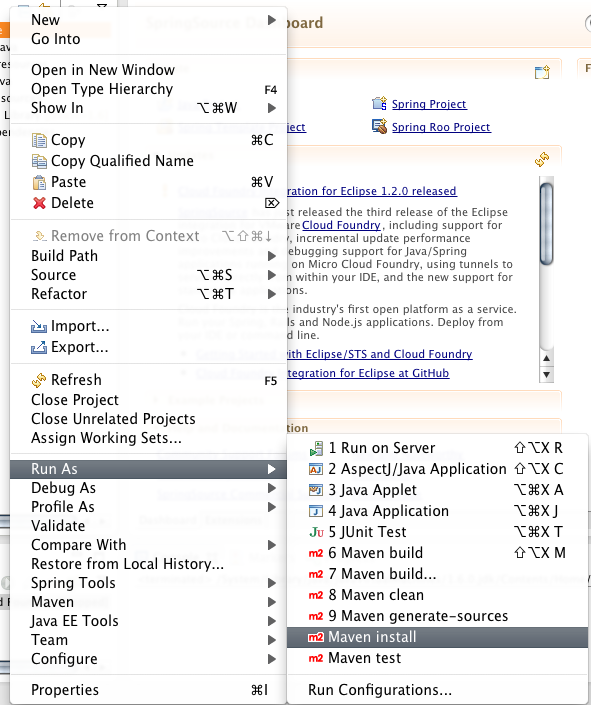 New
Go Into
Open in New Window
Open Type Hierarchy F4
Show In ⌥⌘W
Copy ⌘C
Copy Qualified Name
Paste ⌘V
Delete ⌦
Remove from Context ⌥⇧⌘↓
Build Path
Source ⌥⌘S
Refactor ⌥⌘T
Import...
Export...
Refresh F5
Close Project
Close Unrelated Projects
Assign Working Sets...
Run As
Debug As
Profile As
Validate
Compare With
Restore from Local History...
Spring Tools
Maven
Java EE Tools
Team
Configure
Properties ⌘I
1 Run on Server ⇧⌥X R
2 AspectJ/Java Application ⇧⌥X C
3 Java Applet ⌥⌘X A
4 Java Application ⌥⌘X J
5 JUnit Test ⌥⌘X T
6 Maven build ⇧⌥X M
7 Maven build...
8 Maven clean
9 Maven generate-sources
Maven install
Maven test
Run Configurations...
Spring Project
Spring Roo Project
ration for Eclipse 1.2.0 released
st released the third release of the Eclipse
Cloud Foundry, including support for
, incremental update performance
ebugging support for Java/Spring
on Micro Cloud Foundry, using tunnels to
n within your IDE, and the new support for
ons.
industry's first open platform as a service.
ls and Node.js applications. Deploy from
d line.
with Eclipse/STS and Cloud Foundry
tegration for Eclipse at GitHub